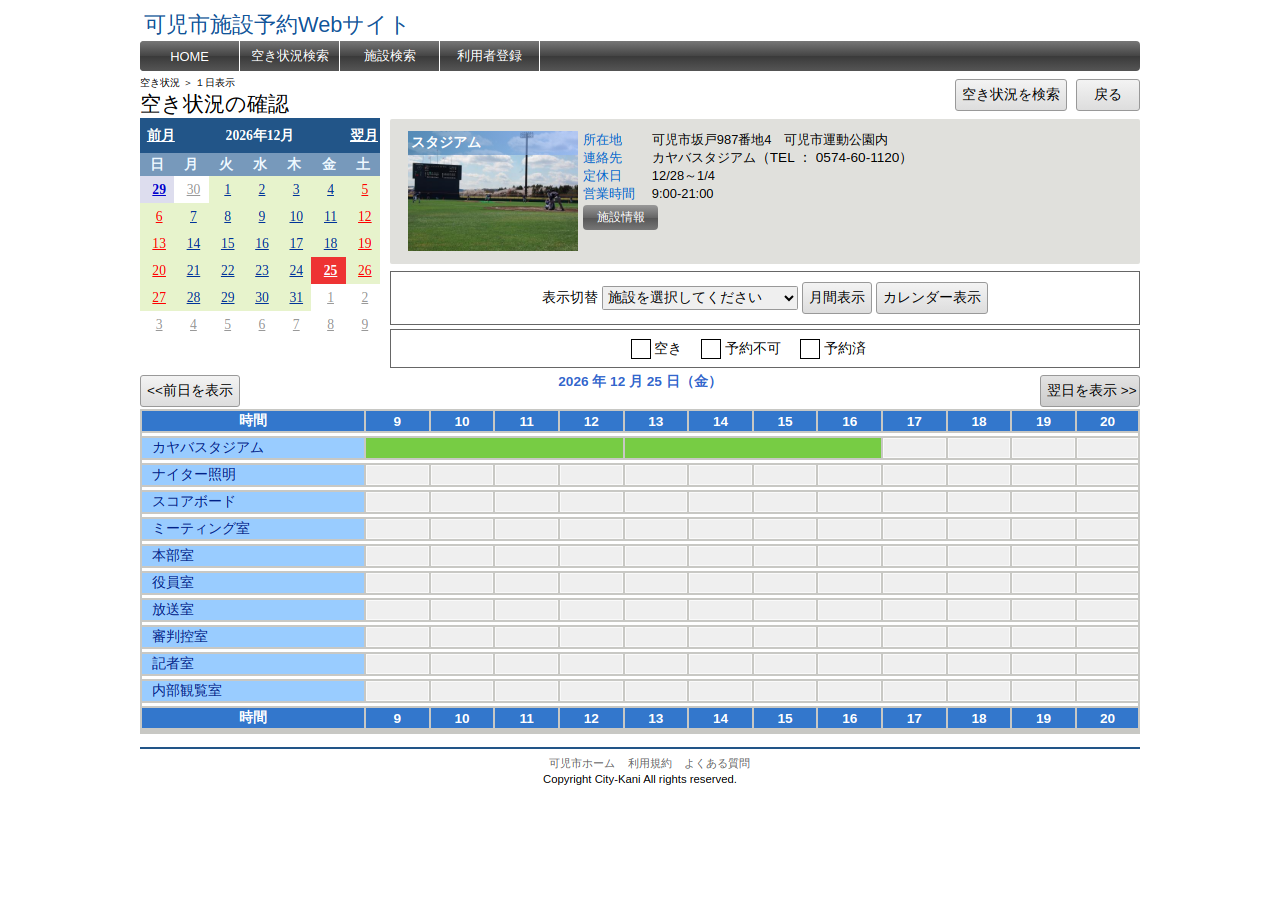 可児市施設予約Webサイト
HOME 空き状況検索 施設検索 利用者登録
空き状況 ＞ １日表示
空き状況の確認
空き状況を検索 戻る
前月 2026年12月 翌月
日 月 火 水 木 金 土
29 30 1 2 3 4 5
6 7 8 9 10 11 12
13 14 15 16 17 18 19
20 21 22 23 24 25 26
27 28 29 30 31 1 2
3 4 5 6 7 8 9
スタジアム
所在地 可児市坂戸987番地4　可児市運動公園内
連絡先 カヤバスタジアム（TEL ： 0574-60-1120）
定休日 12/28～1/4
営業時間 9:00-21:00
施設情報
表示切替 施設を選択してください 月間表示 カレンダー表示
空き 予約不可 予約済
<<前日を表示 2026 年 12 月 25 日（金） 翌日を表示 >>
時間 9 10 11 12 13 14 15 16 17 18 19 20
カヤバスタジアム
ナイター照明
スコアボード
ミーティング室
本部室
役員室
放送室
審判控室
記者室
内部観覧室
時間 9 10 11 12 13 14 15 16 17 18 19 20
可児市ホーム 利用規約 よくある質問
Copyright City-Kani All rights reserved.